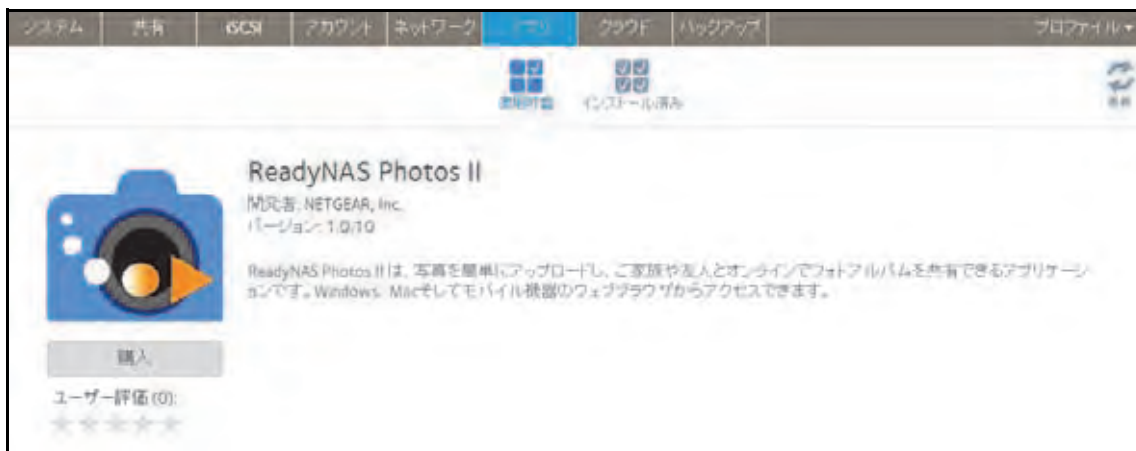 システム 共有 iSCSI アカウント ネットワーク アプリ クラウド バックアップ プロファイル
使用可能 インストール済み 更新
ReadyNAS Photos II
開発者: NETGEAR, Inc.
バージョン: 1.0.10
ReadyNAS Photos II は、写真を簡単にアップロードし、ご家族や友人とオンラインでフォトアルバムを共有できるアプリケーシ
ョンです。Windows、Macそしてモバイル機器のウェブブラウザからアクセスできます。
購入
ユーザー評価 (0):